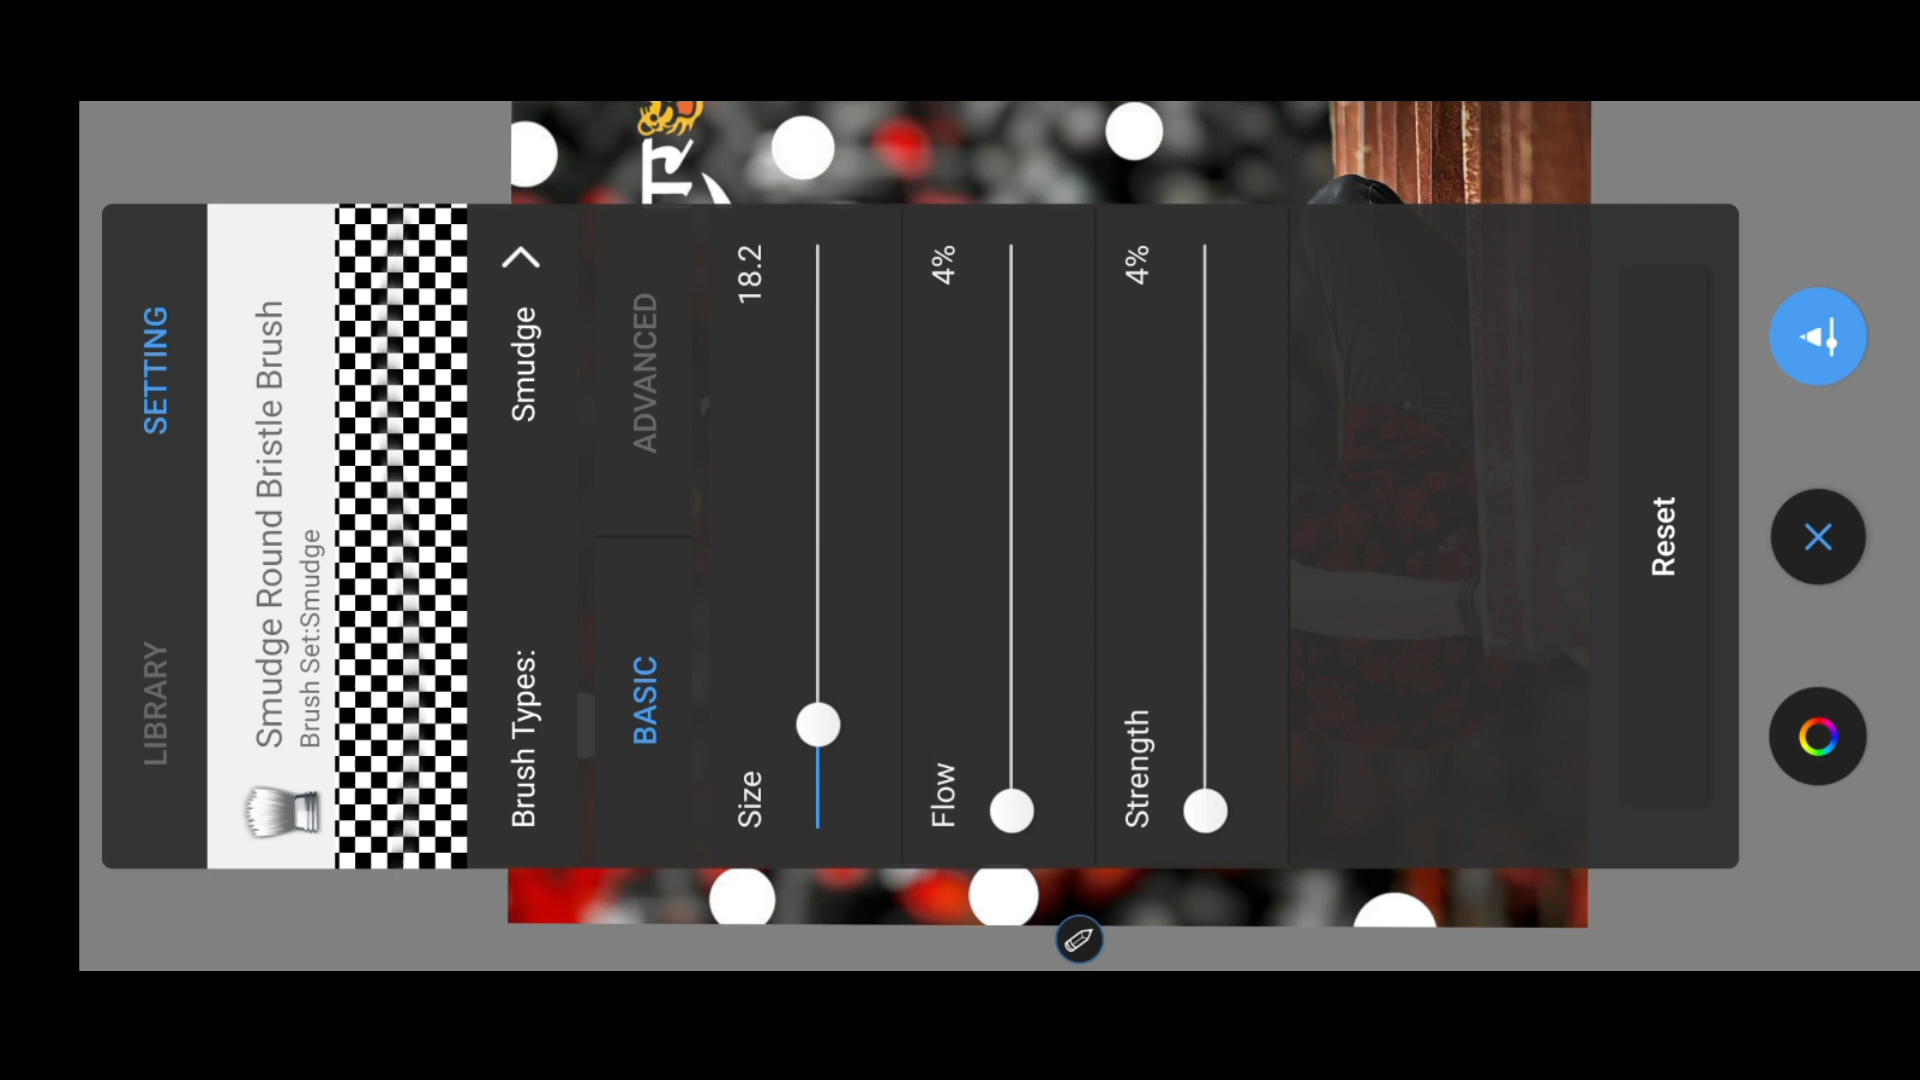 LIBRARY SETTING
Smudge Round Bristle Brush
Brush Set:Smudge
Brush Types: Smudge
BASIC ADVANCED
Size 18.2
Flow 4%
Strength 4%
Reset